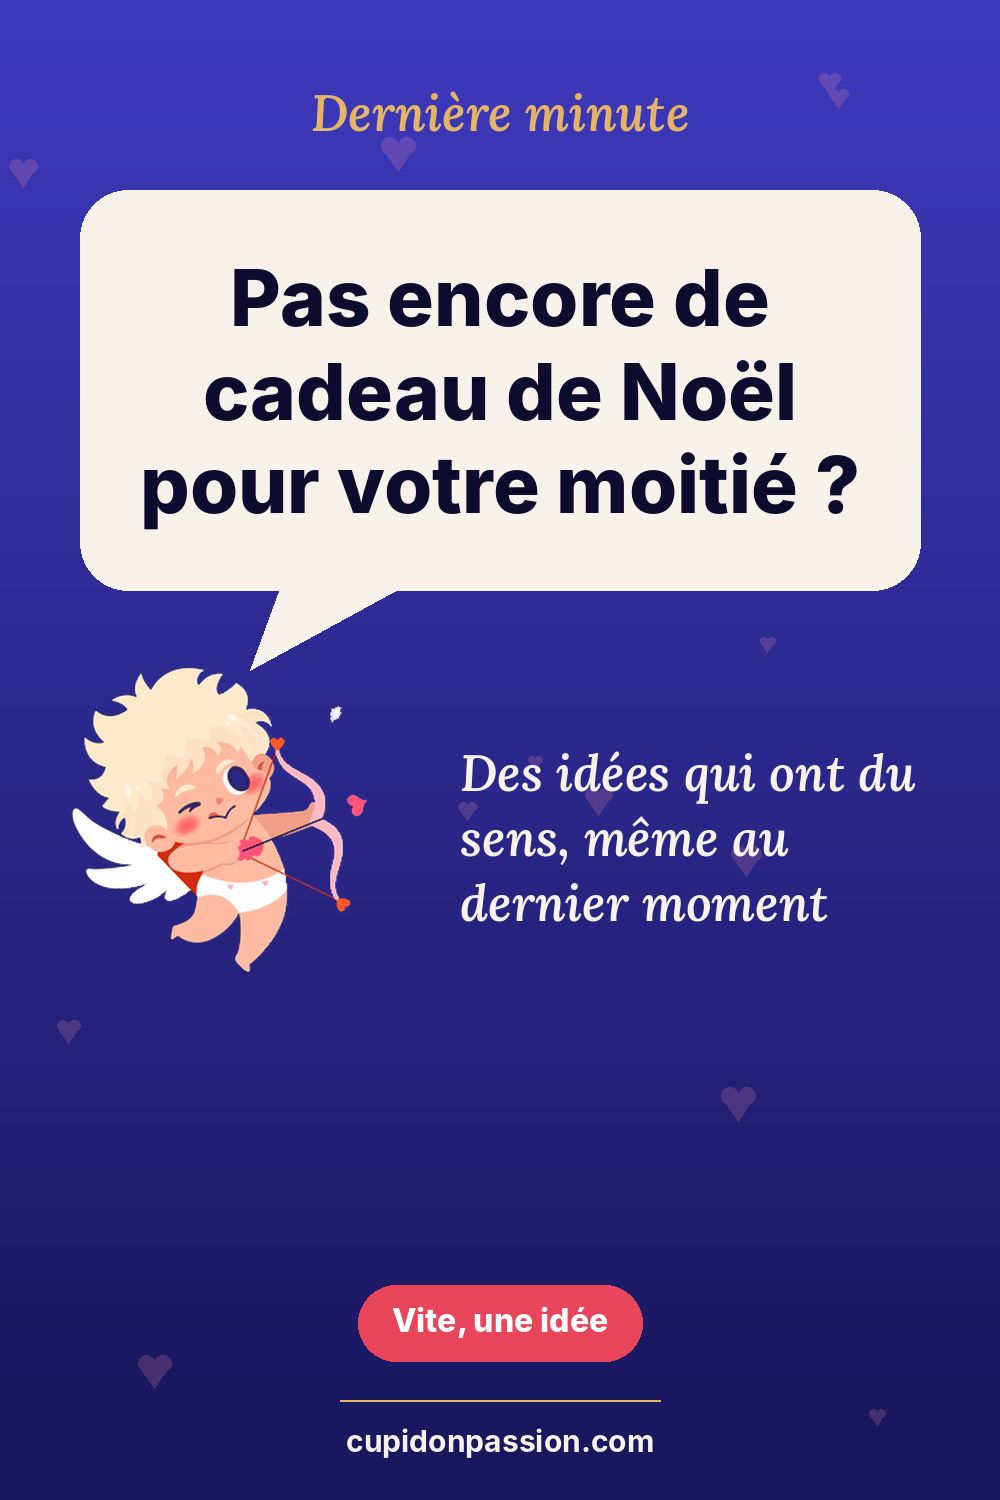 Dernière minute
Pas encore de
cadeau de Noël
pour votre moitié ?
Des idées qui ont du
sens, même au
dernier moment
Vite, une idée
cupidonpassion.com